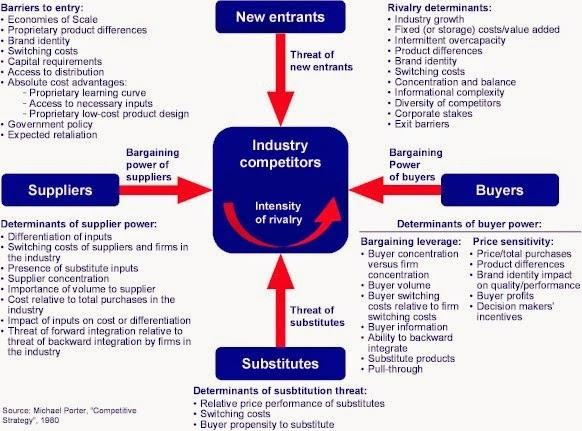 Barriers to entry:
• Economies of Scale
• Proprietary product differences
• Brand identity
• Switching costs
• Capital requirements
• Access to distribution
• Absolute cost advantages:
– Proprietary learning curve
– Access to necessary inputs
– Proprietary low-cost product design
• Government policy
• Expected retaliation
New entrants
Threat of
new entrants
Rivalry determinants:
• Industry growth
• Fixed (or storage) costs/value added
• Intermittent overcapacity
• Product differences
• Brand identity
• Switching costs
• Concentration and balance
• Informational complexity
• Diversity of competitors
• Corporate stakes
• Exit barriers
Bargaining
power of
suppliers
Suppliers
Industry
competitors
Intensity
of rivalry
Bargaining
Power
of buyers
Buyers
Determinants of supplier power:
• Differentiation of inputs
• Switching costs of suppliers and firms in
the industry
• Presence of substitute inputs
• Supplier concentration
• Importance of volume to supplier
• Cost relative to total purchases in the
industry
• Impact of inputs on cost or differentiation
• Threat of forward integration relative to
threat of backward integration by firms in
the industry
Threat of
substitutes
Substitutes
Determinants of buyer power:
Bargaining leverage:
• Buyer concentration
versus firm
concentration
• Buyer volume
• Buyer switching
costs relative to firm
switching costs
• Buyer information
• Ability to backward
integrate
• Substitute products
• Pull-through
Price sensitivity:
• Price/total purchases
• Product differences
• Brand identity impact
on quality/performance
• Buyer profits
• Decision makers'
incentives
Determinants of susbtitution threat:
• Relative price performance of substitutes
• Switching costs
• Buyer propensity to substitute
Source: Michael Porter, "Competitive
Strategy", 1980